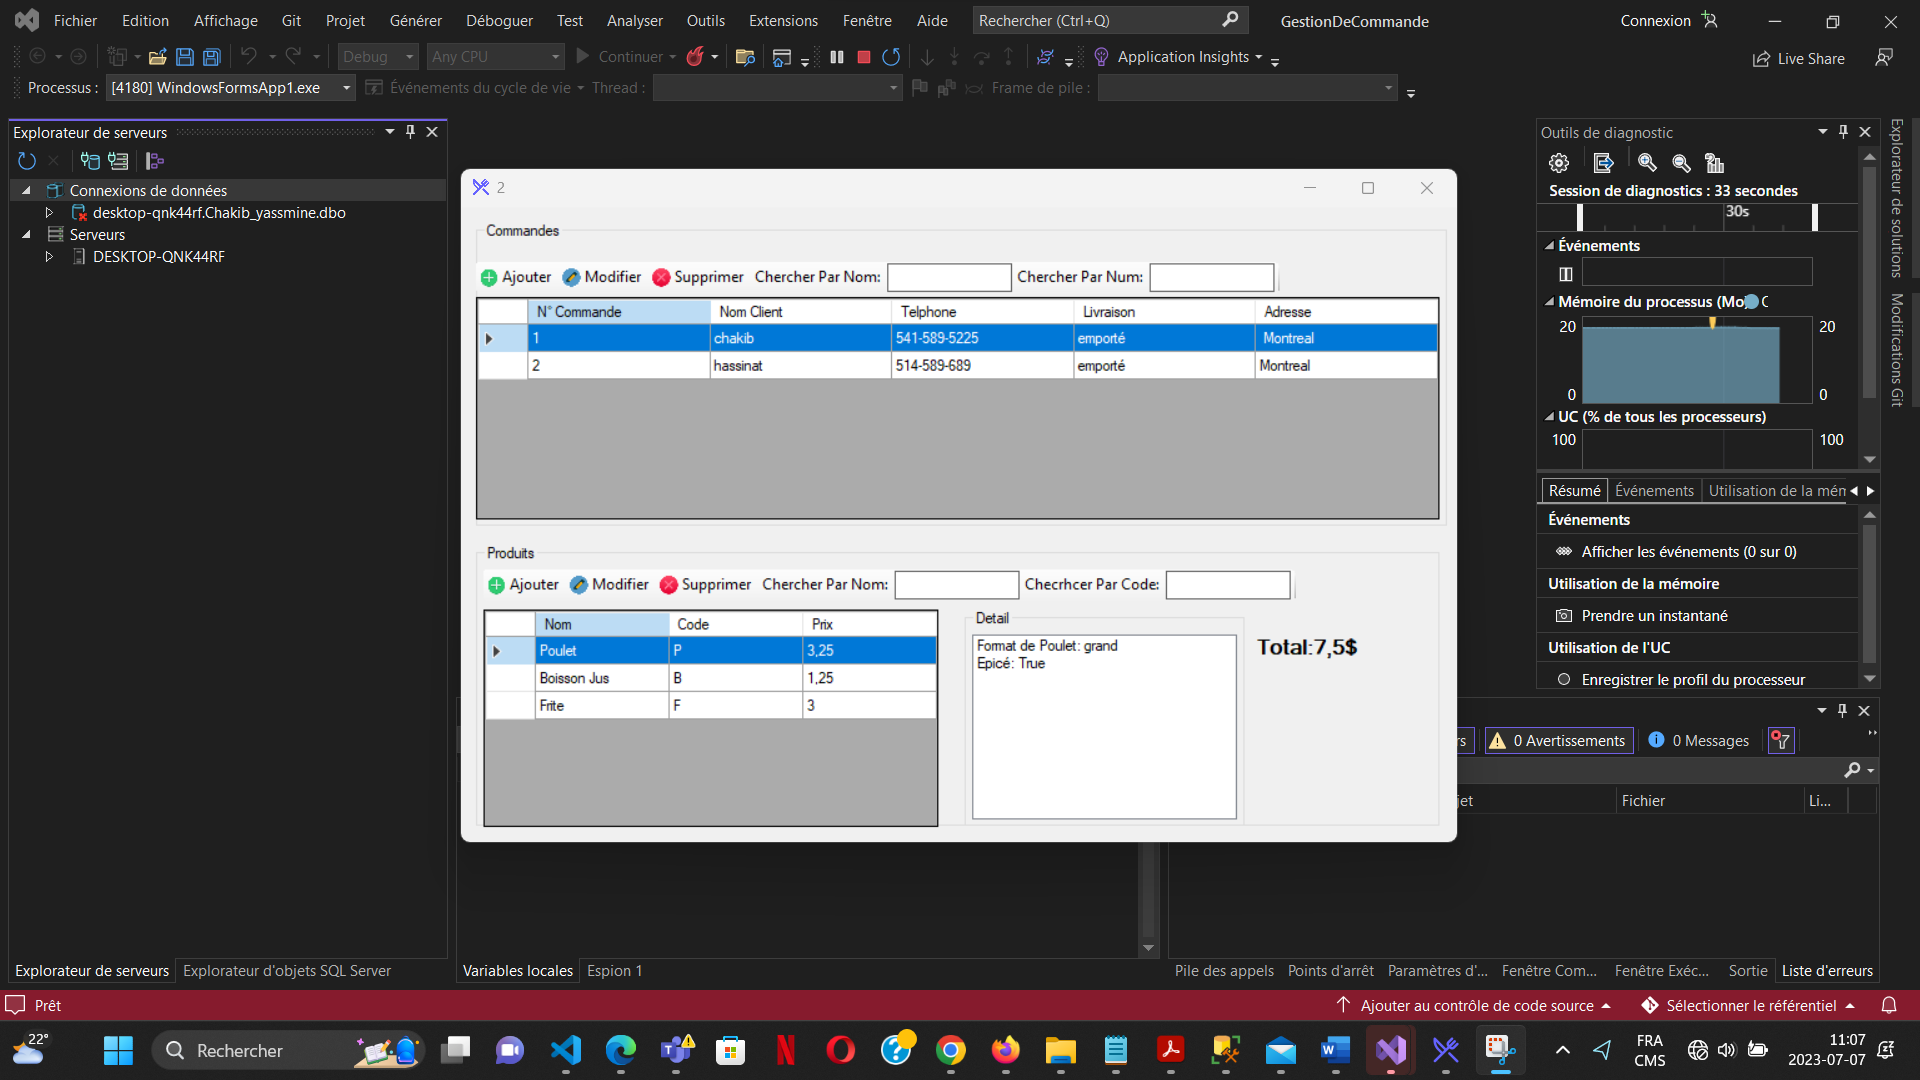 Fichier Edition Affichage Git Projet Générer Déboguer Test Analyser Outils Extensions Fenêtre Aide Rechercher (Ctrl+Q) GestionDeCommande Connexion
Debug Any CPU Continuer Application Insights Live Share
Processus : [4180] WindowsFormsApp1.exe Événements du cycle de vie Thread : Frame de pile :
Explorateur de serveurs
Connexions de données
desktop-qnk44rf.Chakib_yassmine.dbo
Serveurs
DESKTOP-QNK44RF
2
Commandes
Ajouter Modifier Supprimer Chercher Par Nom: Chercher Par Num:
N° Commande Nom Client Telphone Livraison Adresse
1 chakib 541-589-5225 emporté Montreal
2 hassinat 514-589-689 emporté Montreal
Produits
Ajouter Modifier Supprimer Chercher Par Nom: Checrhcer Par Code:
Nom Code Prix
Poulet P 3,25
Boisson Jus B 1,25
Frite F 3
Detail
Format de Poulet: grand
Epicé: True
Total:7,5$
Outils de diagnostic
Session de diagnostics : 33 secondes
30s
Événements
Mémoire du processus (Mo)
20 20
0 0
UC (% de tous les processeurs)
100 100
Résumé Événements Utilisation de la mém
Événements
Afficher les événements (0 sur 0)
Utilisation de la mémoire
Prendre un instantané
Utilisation de l'UC
Enregistrer le profil du processeur
Explorateur de solutions
Modifications Git
rs 0 Avertissements 0 Messages
jet Fichier Li...
Explorateur de serveurs Explorateur d'objets SQL Server Variables locales Espion 1 Pile des appels Points d'arrêt Paramètres d'... Fenêtre Com... Fenêtre Exéc... Sortie Liste d'erreurs
Prêt Ajouter au contrôle de code source Sélectionner le référentiel
22° Rechercher FRA 11:07
CMS 2023-07-07